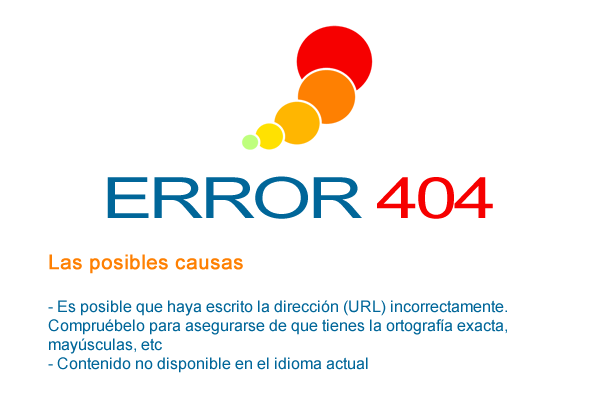 ERROR 404
Las posibles causas
- Es posible que haya escrito la dirección (URL) incorrectamente.
Compruébelo para asegurarse de que tienes la ortografía exacta,
mayúsculas, etc
- Contenido no disponible en el idioma actual